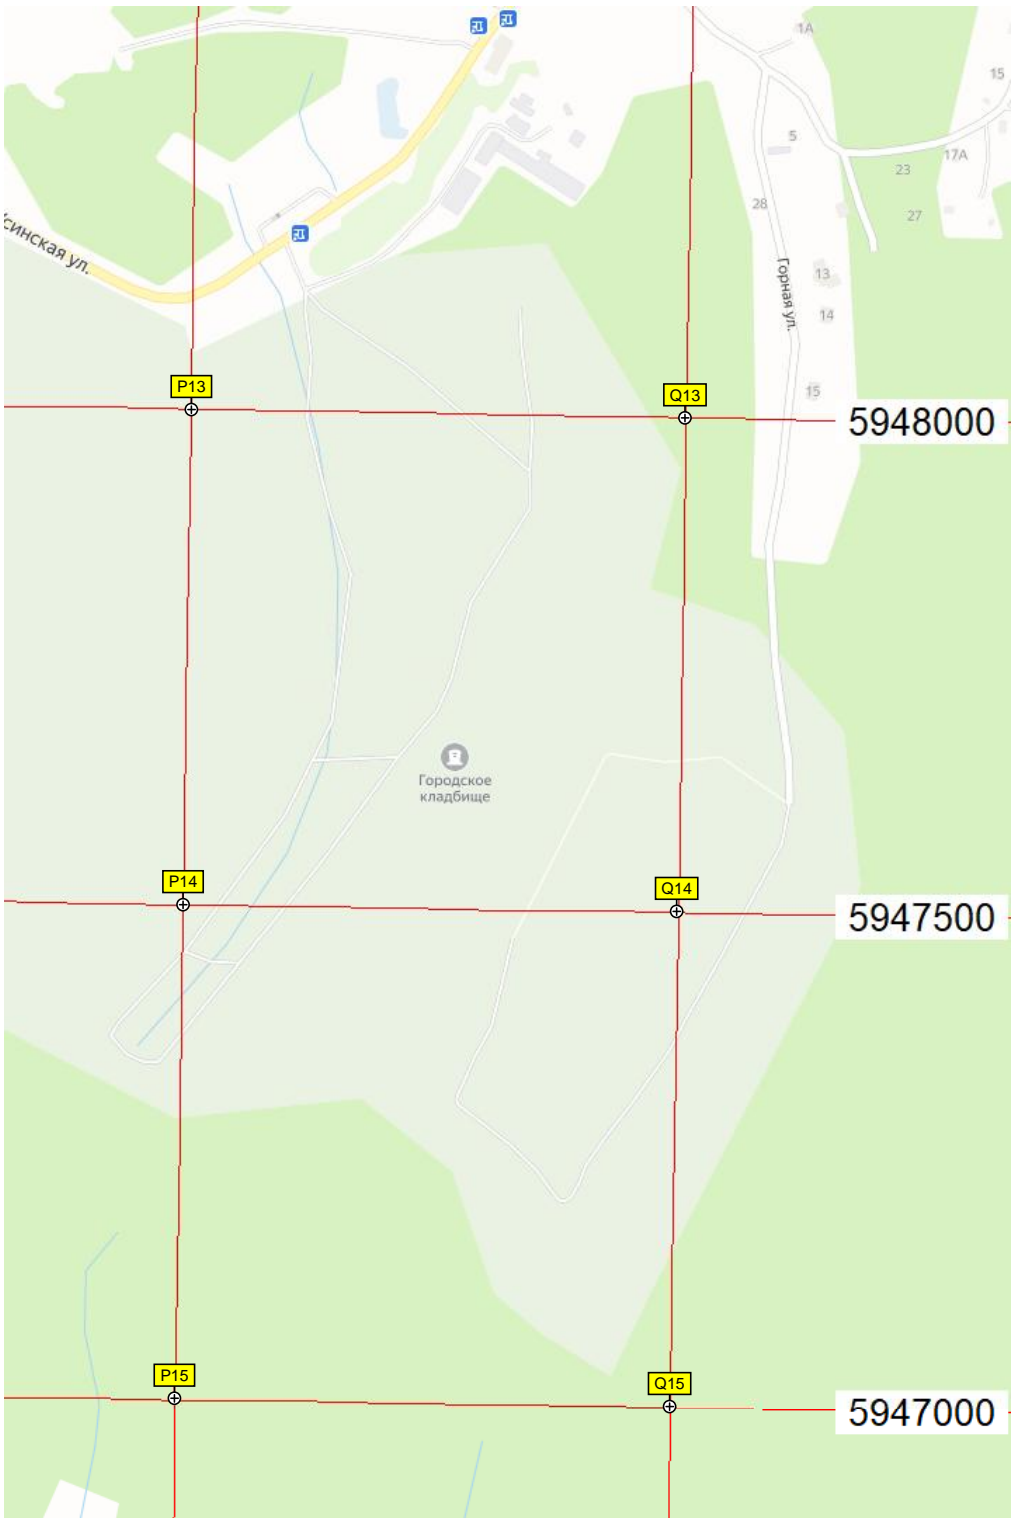 1А
15
5
17А
23
28
27
Усинская ул.
13
Горная ул.
14
P13
Q13
15
5948000
Городское
кладбище
P14
Q14
5947500
P15
Q15
5947000